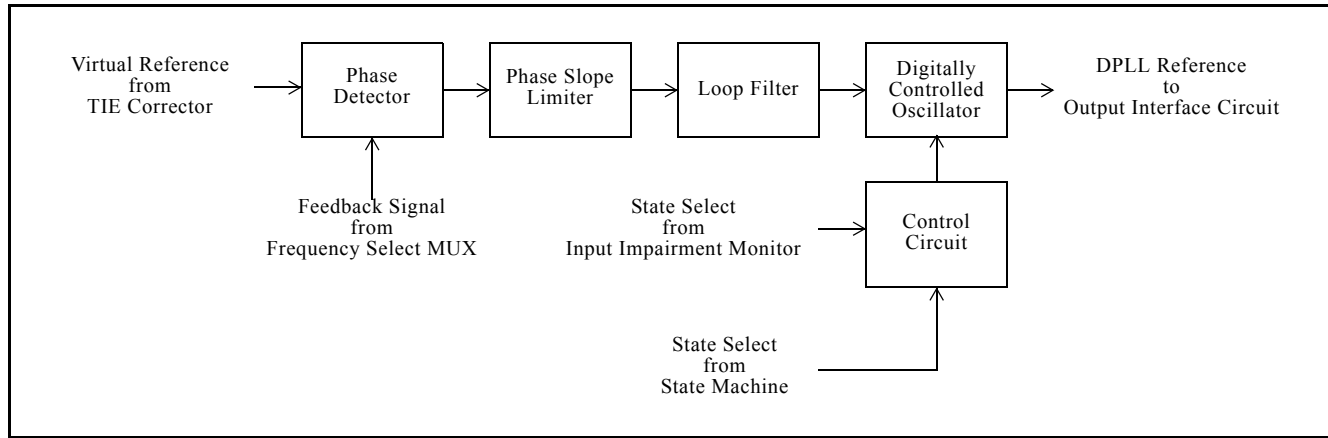 Virtual Reference
from
TIE Corrector
Phase
Detector
Phase Slope
Limiter
Loop Filter
Digitally
Controlled
Oscillator
DPLL Reference
to
Output Interface Circuit
Feedback Signal
from
Frequency Select MUX
State Select
from
Input Impairment Monitor
Control
Circuit
State Select
from
State Machine